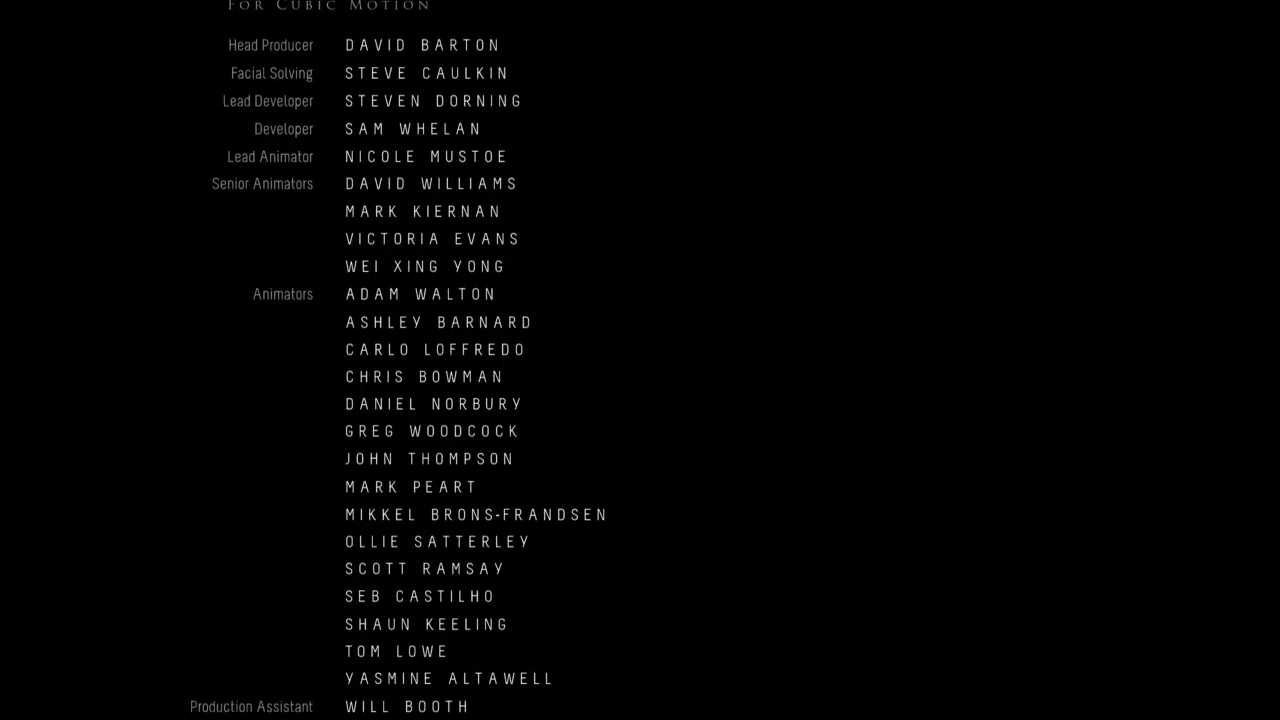 FOR CUBIC MOTION
Head Producer DAVID BARTON
Facial Solving STEVE CAULKIN
Lead Developer STEVEN DORNING
Developer SAM WHELAN
Lead Animator NICOLE MUSTOE
Senior Animators DAVID WILLIAMS
MARK KIERNAN
VICTORIA EVANS
WEI XING YONG
Animators ADAM WALTON
ASHLEY BARNARD
CARLO LOFFREDO
CHRIS BOWMAN
DANIEL NORBURY
GREG WOODCOCK
JOHN THOMPSON
MARK PEART
MIKKEL BRONS-FRANDSEN
OLLIE SATTERLEY
SCOTT RAMSAY
SEB CASTILHO
SHAUN KEELING
TOM LOWE
YASMINE ALTAWELL
Production Assistant WILL BOOTH